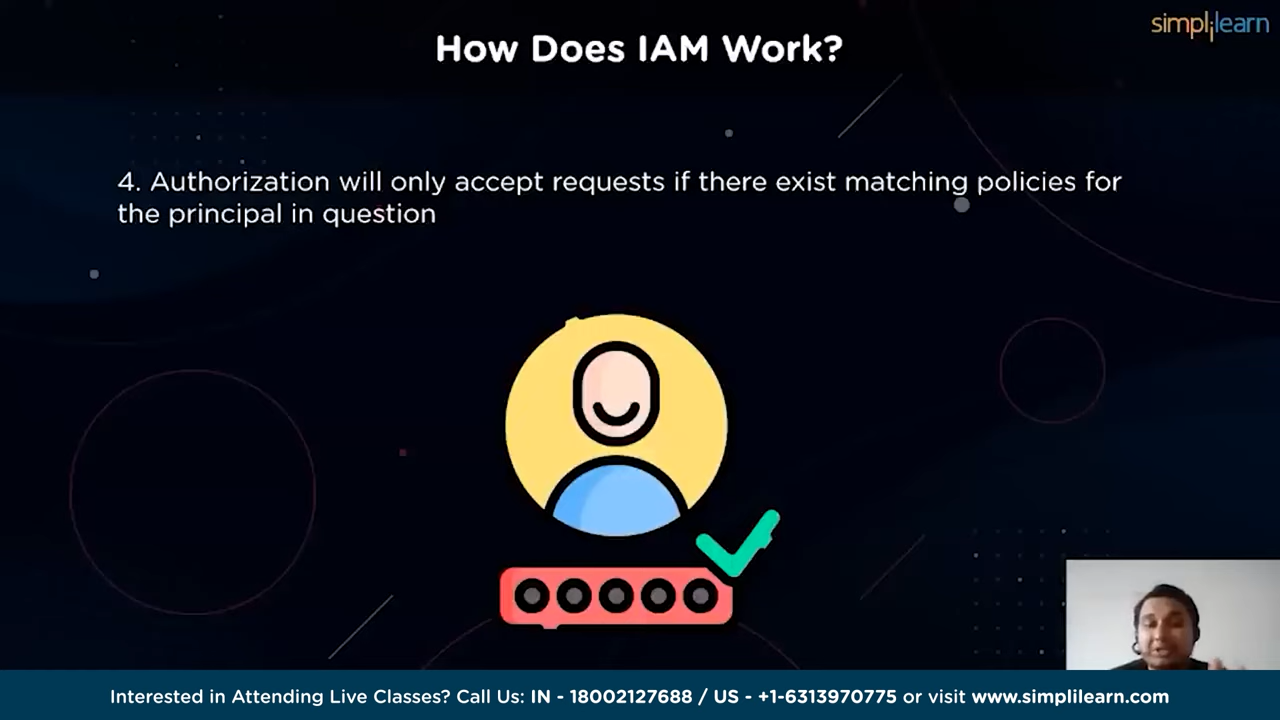 simplilearn
How Does IAM Work?
4. Authorization will only accept requests if there exist matching policies for
the principal in question
Interested in Attending Live Classes? Call Us: IN - 18002127688 / US - +1-6313970775 or visit www.simplilearn.com